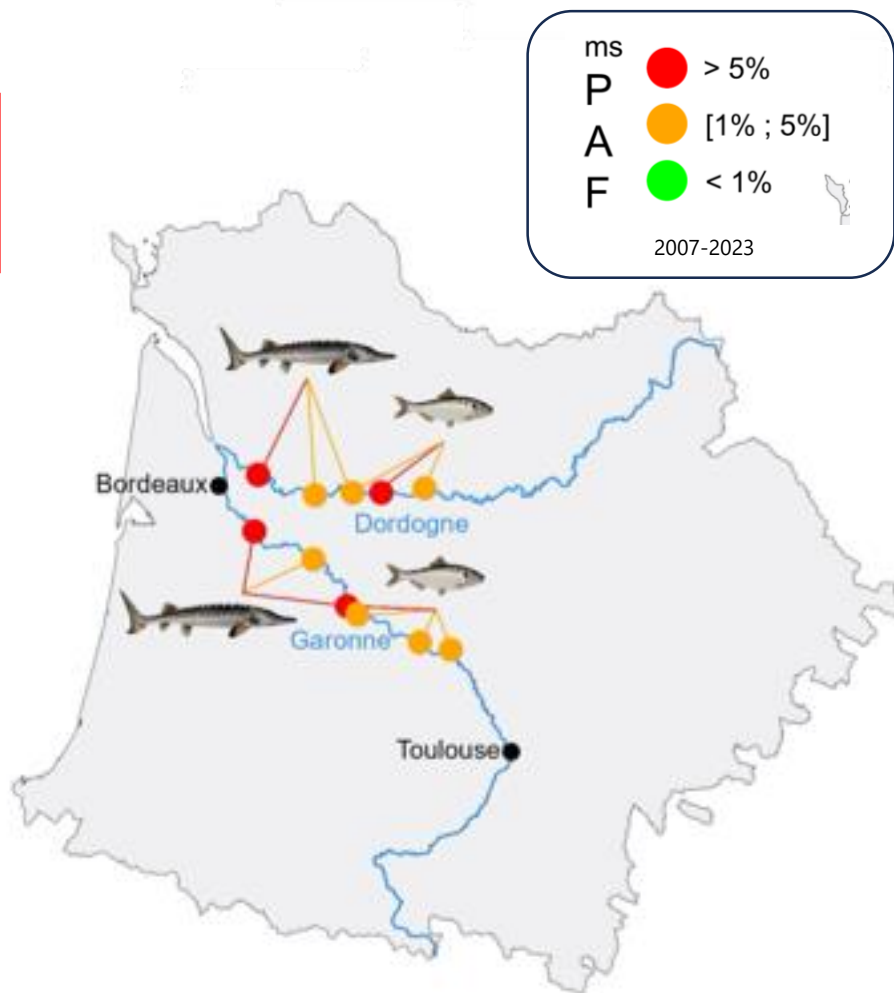 ms
P
A
F
> 5%
[1% ; 5%]
< 1%
2007-2023
Bordeaux
Dordogne
Garonne
Toulouse